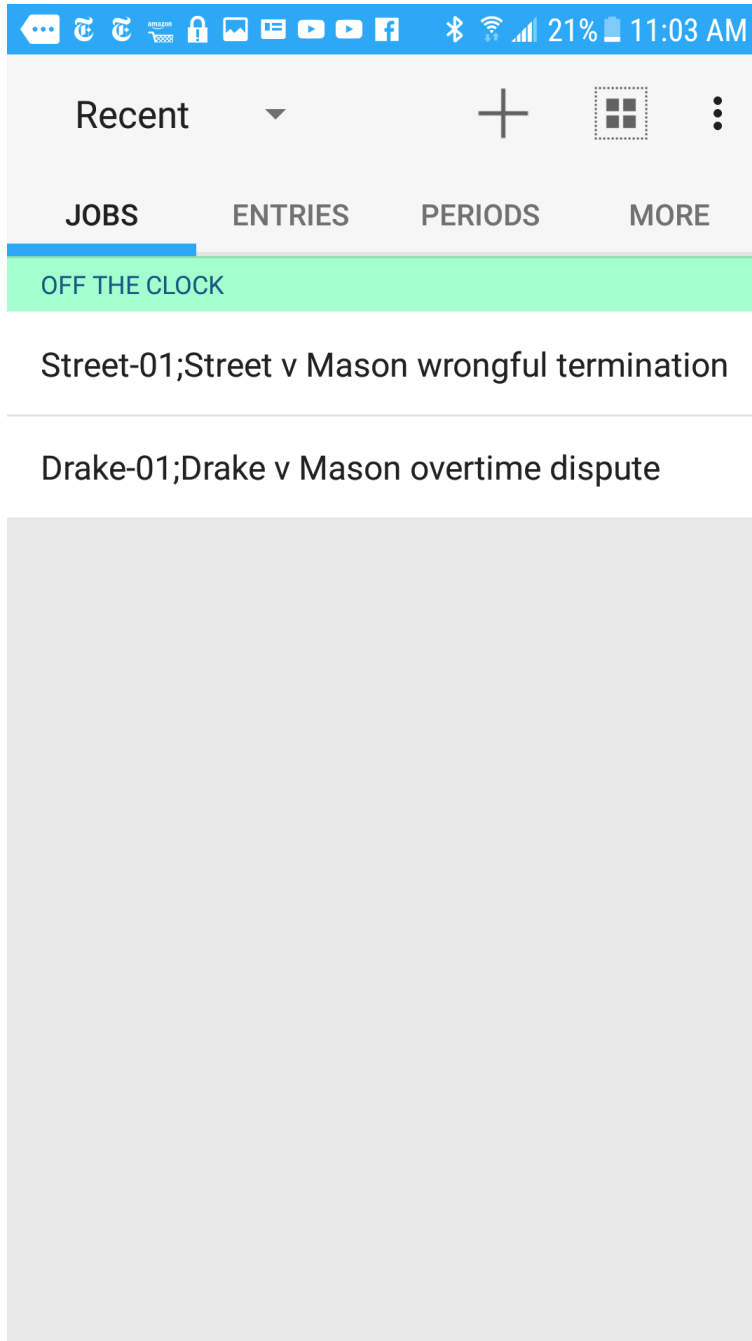 21% 11:03 AM
Recent
JOBS ENTRIES PERIODS MORE
OFF THE CLOCK
Street-01;Street v Mason wrongful termination
Drake-01;Drake v Mason overtime dispute